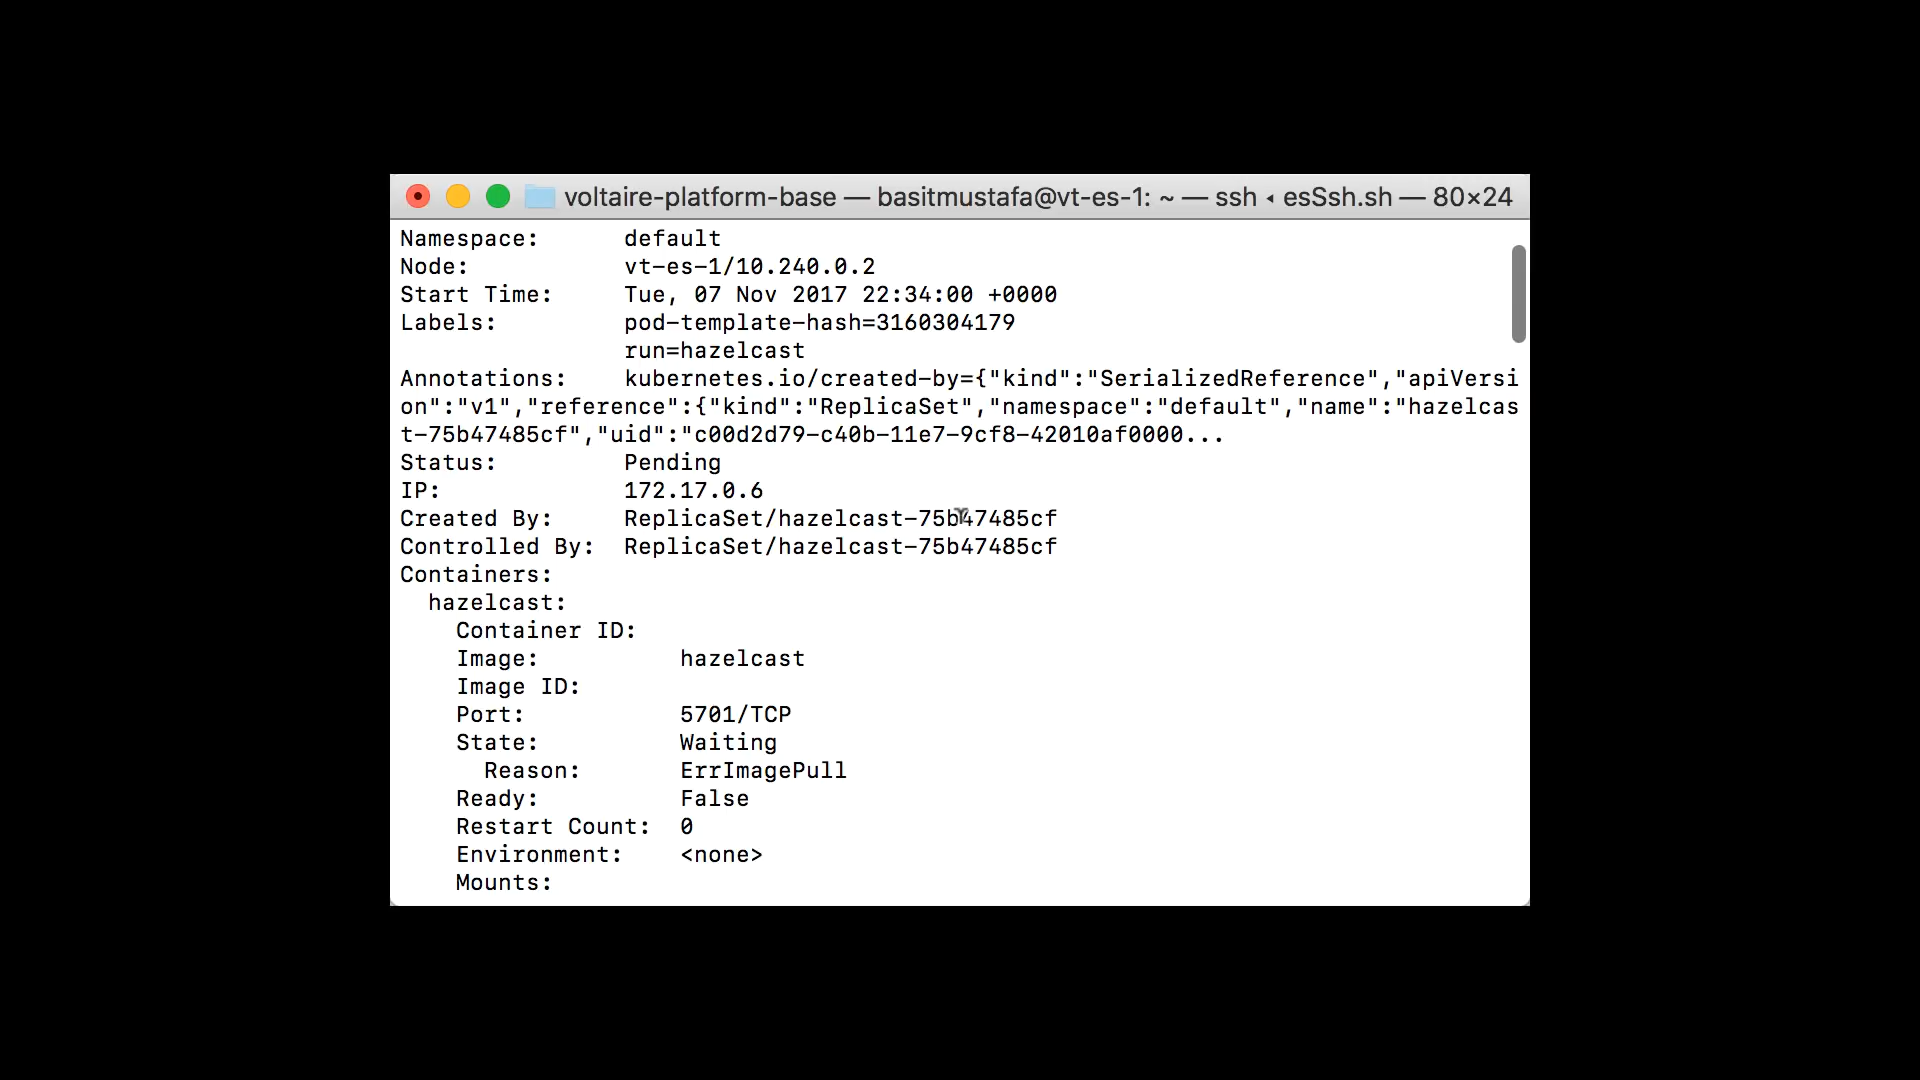 voltaire-platform-base — basitmustafa@vt-es-1: ~ — ssh ◂ esSsh.sh — 80×24
Namespace:      default
Node:           vt-es-1/10.240.0.2
Start Time:     Tue, 07 Nov 2017 22:34:00 +0000
Labels:         pod-template-hash=3160304179
                run=hazelcast
Annotations:    kubernetes.io/created-by={"kind":"SerializedReference","apiVersi
on":"v1","reference":{"kind":"ReplicaSet","namespace":"default","name":"hazelcas
t-75b47485cf","uid":"c00d2d79-c40b-11e7-9cf8-42010af0000...
Status:         Pending
IP:             172.17.0.6
Created By:     ReplicaSet/hazelcast-75b47485cf
Controlled By:  ReplicaSet/hazelcast-75b47485cf
Containers:
  hazelcast:
    Container ID:
    Image:          hazelcast
    Image ID:
    Port:           5701/TCP
    State:          Waiting
      Reason:       ErrImagePull
    Ready:          False
    Restart Count:  0
    Environment:    <none>
    Mounts: